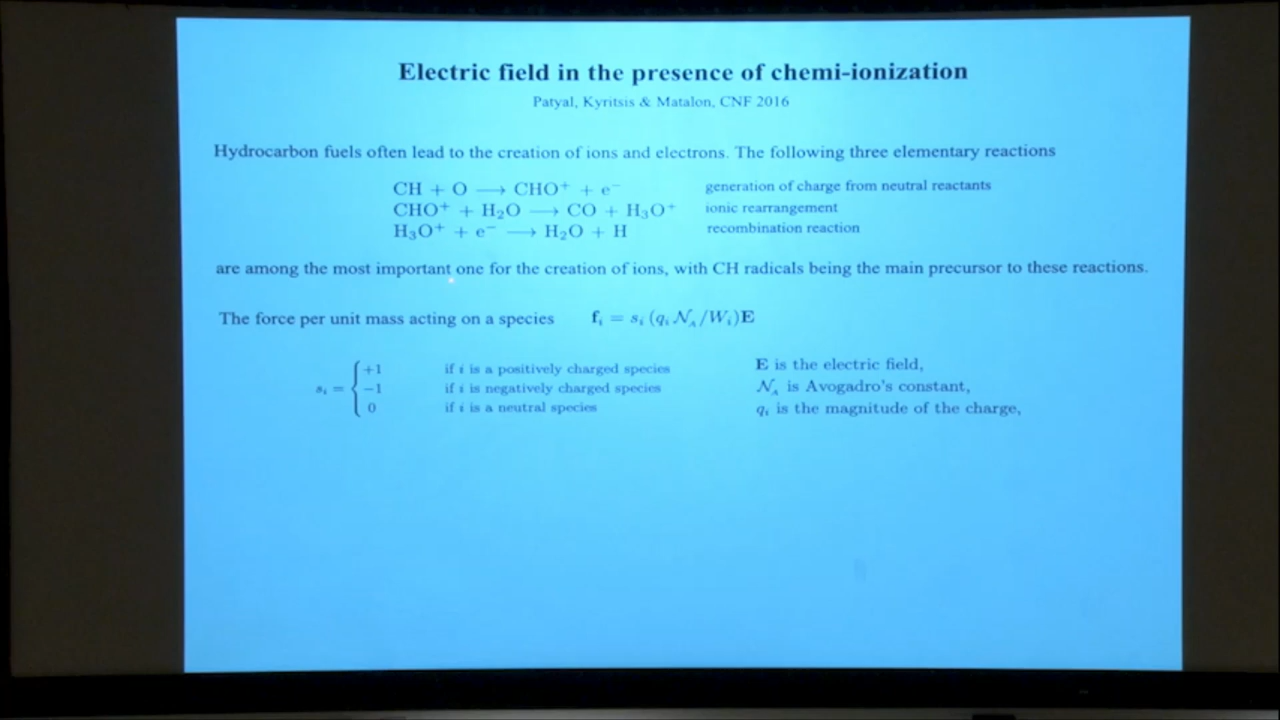 Electric field in the presence of chemi-ionization
Patyal, Kyritsis & Matalon, CNF 2016
Hydrocarbon fuels often lead to the creation of ions and electrons. The following three elementary reactions
CH + O ⟶ CHO⁺ + e⁻ generation of charge from neutral reactants
CHO⁺ + H₂O ⟶ CO + H₃O⁺ ionic rearrangement
H₃O⁺ + e⁻ ⟶ H₂O + H recombination reaction
are among the most important one for the creation of ions, with CH radicals being the main precursor to these reactions.
The force per unit mass acting on a species fᵢ = sᵢ (qᵢ 𝒩_A/Wᵢ)E
sᵢ = { +1 if i is a positively charged species
−1 if i is negatively charged species
0 if i is a neutral species
E is the electric field,
𝒩_A is Avogadro's constant,
qᵢ is the magnitude of the charge,